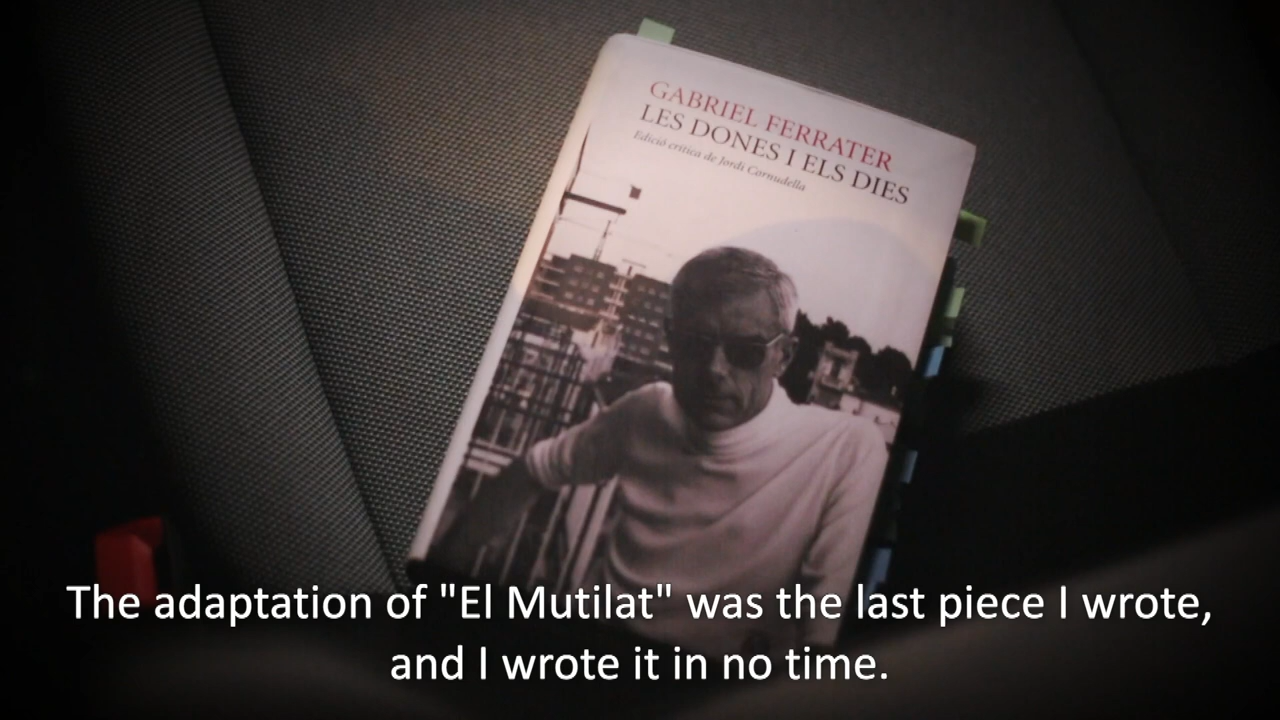 GABRIEL FERRATER
LES DONES I ELS DIES
Edició crítica de Jordi Cornudella
The adaptation of "El Mutilat" was the last piece I wrote,
and I wrote it in no time.